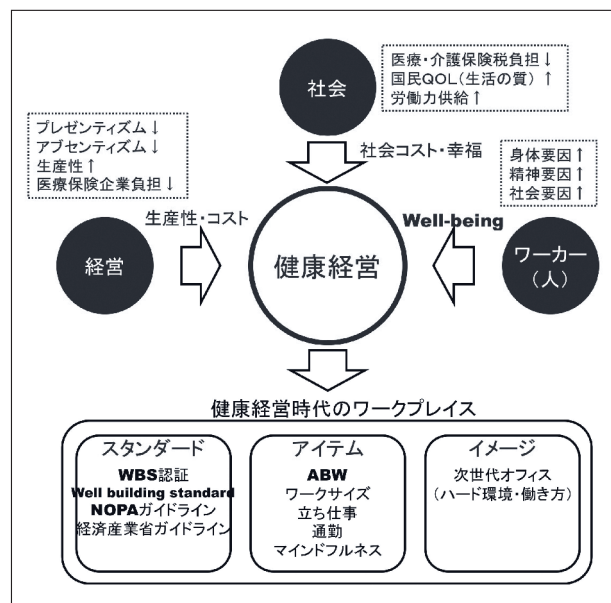 社会
医療・介護保険税負担↓
国民QOL(生活の質)↑
労働力供給↑
プレゼンティズム↓
アブセンティズム↓
生産性↑
医療保険企業負担↓
社会コスト・幸福
身体要因↑
精神要因↑
社会要因↑
生産性・コスト
Well-being
経営
健康経営
ワーカー
(人)
健康経営時代のワークプレイス
スタンダード
WBS認証
Well building standard
NOPAガイドライン
経済産業省ガイドライン
アイテム
ABW
ワークサイズ
立ち仕事
通勤
マインドフルネス
イメージ
次世代オフィス
(ハード環境・働き方)